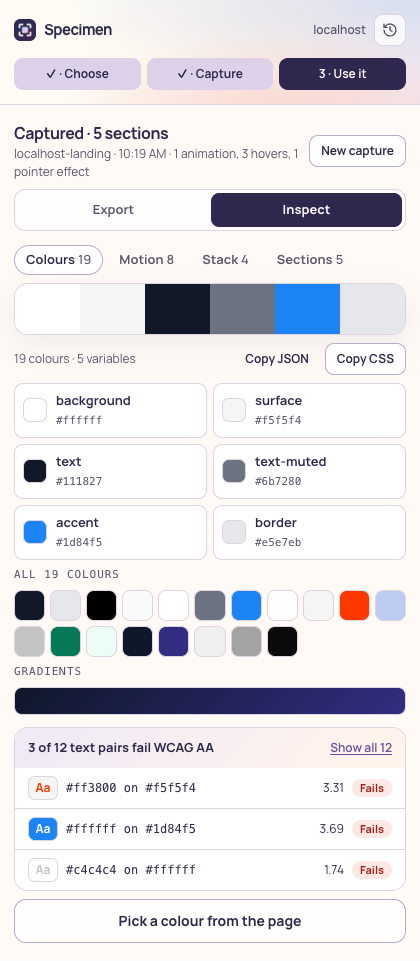 Specimen
localhost
✓ · Choose
✓ · Capture
3 · Use it
Captured · 5 sections
localhost-landing · 10:19 AM · 1 animation, 3 hovers, 1
pointer effect
New capture
Export
Inspect
Colours 19
Motion 8
Stack 4
Sections 5
19 colours · 5 variables
Copy JSON
Copy CSS
background
#ffffff
surface
#f5f5f4
text
#111827
text-muted
#6b7280
accent
#1d84f5
border
#e5e7eb
ALL 19 COLOURS
GRADIENTS
3 of 12 text pairs fail WCAG AA
Show all 12
Aa #ff3800 on #f5f5f4 3.31 Fails
Aa #ffffff on #1d84f5 3.69 Fails
Aa #c4c4c4 on #ffffff 1.74 Fails
Pick a colour from the page